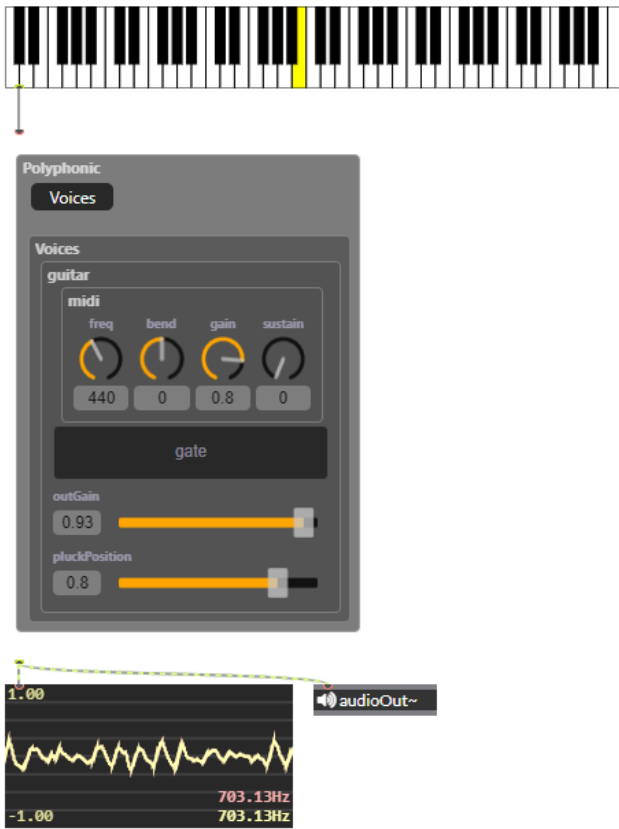 Polyphonic
Voices
Voices
guitar
midi
freq bend gain sustain
440 0 0.8 0
gate
outGain
0.93
pluckPosition
0.8
1.00
audioOut~
703.13Hz
-1.00 703.13Hz